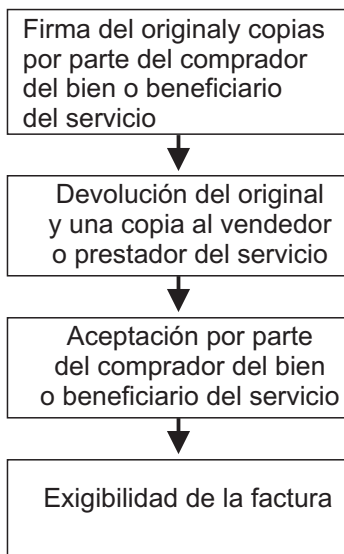 Firma del originaly copias
por parte del comprador
del bien o beneficiario
del servicio
Devolución del original
y una copia al vendedor
o prestador del servicio
Aceptación por parte
del comprador del bien
o beneficiario del servicio
Exigibilidad de la factura